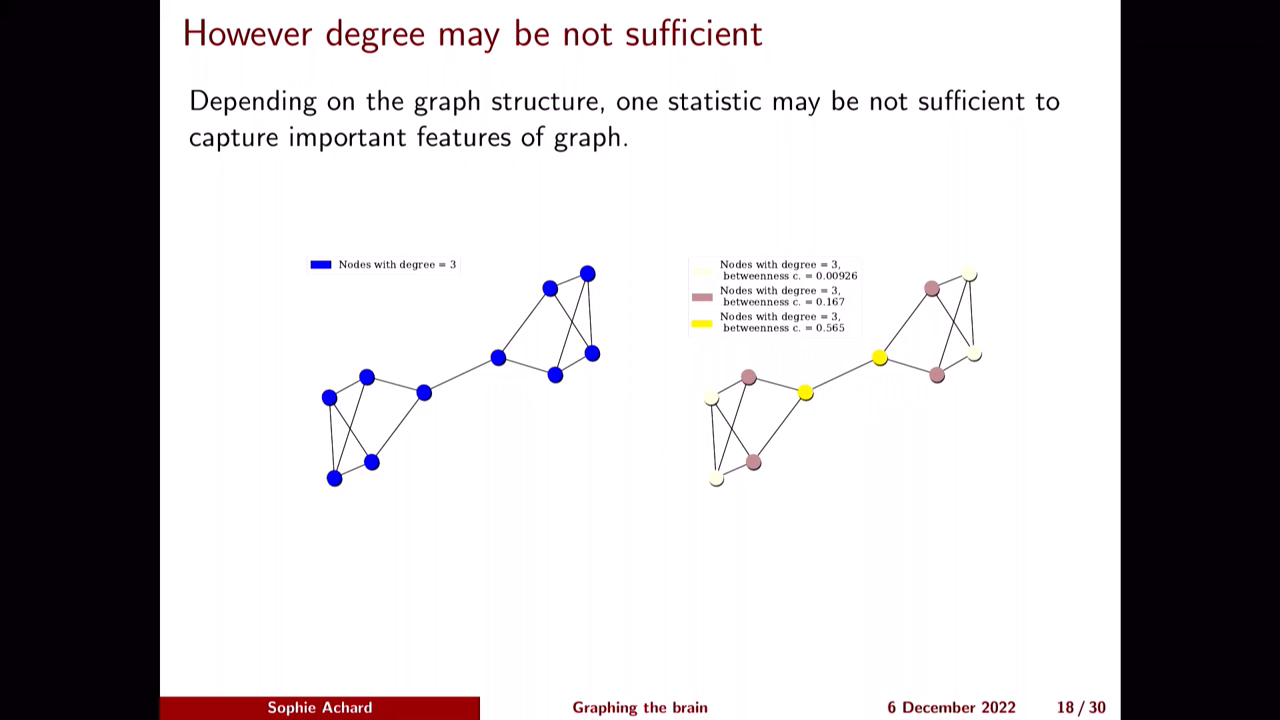 However degree may be not sufficient
Depending on the graph structure, one statistic may be not sufficient to
capture important features of graph.
Nodes with degree = 3
Nodes with degree = 3,
betweenness c. = 0.00926
Nodes with degree = 3,
betweenness c. = 0.167
Nodes with degree = 3,
betweenness c. = 0.565
Sophie Achard
Graphing the brain
6 December 2022
18 / 30